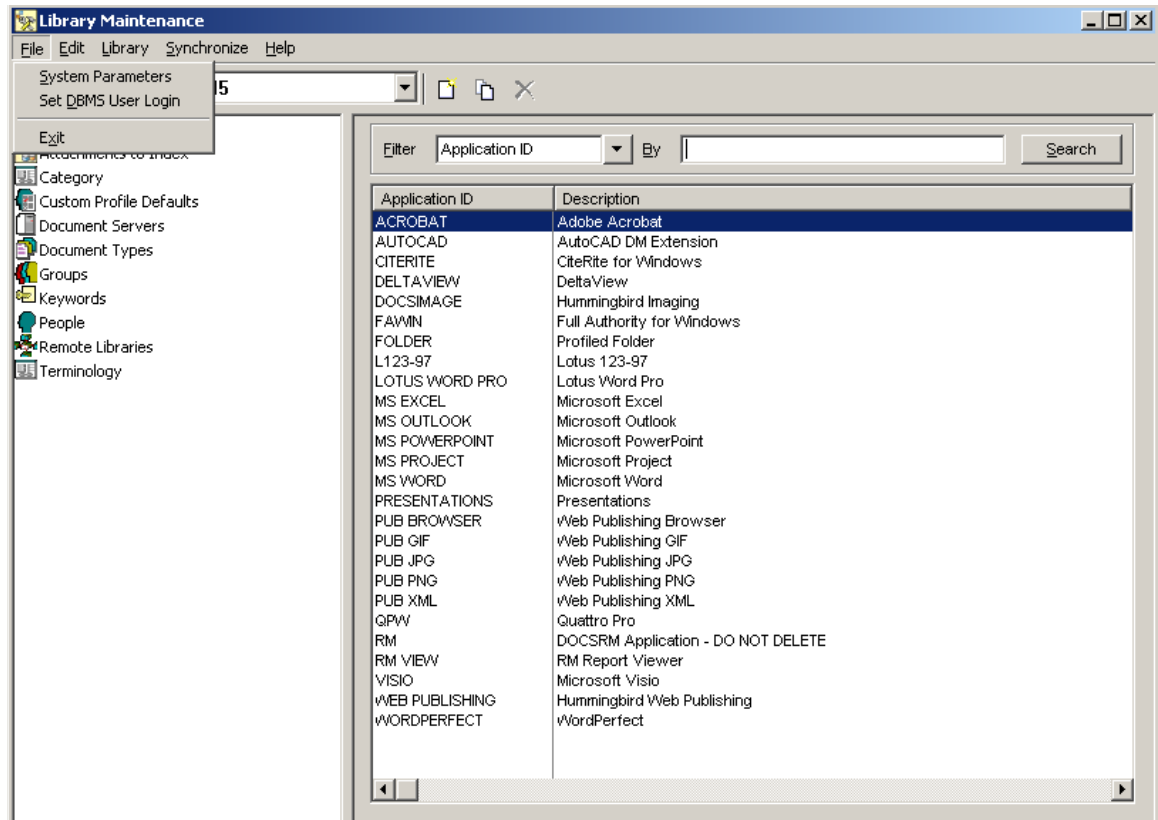 Library Maintenance
File Edit Library Synchronize Help
System Parameters
Set DBMS User Login
Exit
Attachments to Index
Category
Custom Profile Defaults
Document Servers
Document Types
Groups
Keywords
People
Remote Libraries
Terminology
Filter Application ID By Search
Application ID Description
ACROBAT Adobe Acrobat
AUTOCAD AutoCAD DM Extension
CITERITE CiteRite for Windows
DELTAVIEW DeltaView
DOCSIMAGE Hummingbird Imaging
FAWIN Full Authority for Windows
FOLDER Profiled Folder
L123-97 Lotus 123-97
LOTUS WORD PRO Lotus Word Pro
MS EXCEL Microsoft Excel
MS OUTLOOK Microsoft Outlook
MS POWERPOINT Microsoft PowerPoint
MS PROJECT Microsoft Project
MS WORD Microsoft Word
PRESENTATIONS Presentations
PUB BROWSER Web Publishing Browser
PUB GIF Web Publishing GIF
PUB JPG Web Publishing JPG
PUB PNG Web Publishing PNG
PUB XML Web Publishing XML
QPW Quattro Pro
RM DOCSRM Application - DO NOT DELETE
RM VIEW RM Report Viewer
VISIO Microsoft Visio
WEB PUBLISHING Hummingbird Web Publishing
WORDPERFECT WordPerfect